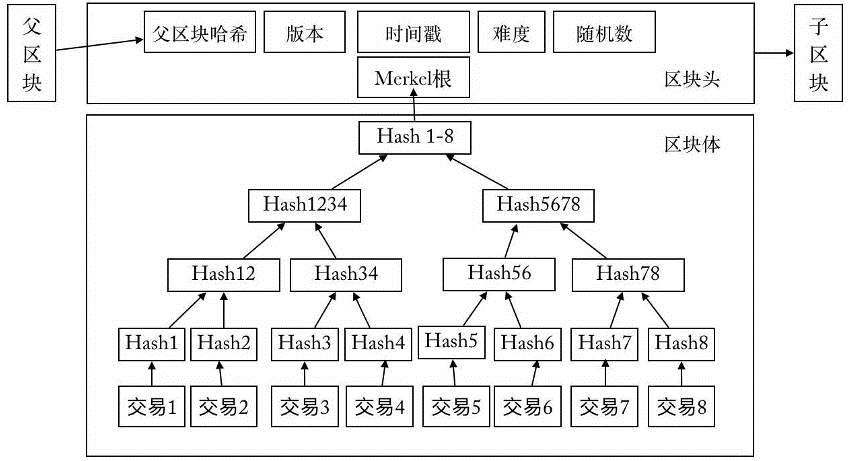 父区块
父区块哈希 版本 时间戳 难度 随机数
子区块
Merkel根
区块头
Hash 1-8
区块体
Hash1234 Hash5678
Hash12 Hash34 Hash56 Hash78
Hash1 Hash2 Hash3 Hash4 Hash5 Hash6 Hash7 Hash8
交易1 交易2 交易3 交易4 交易5 交易6 交易7 交易8